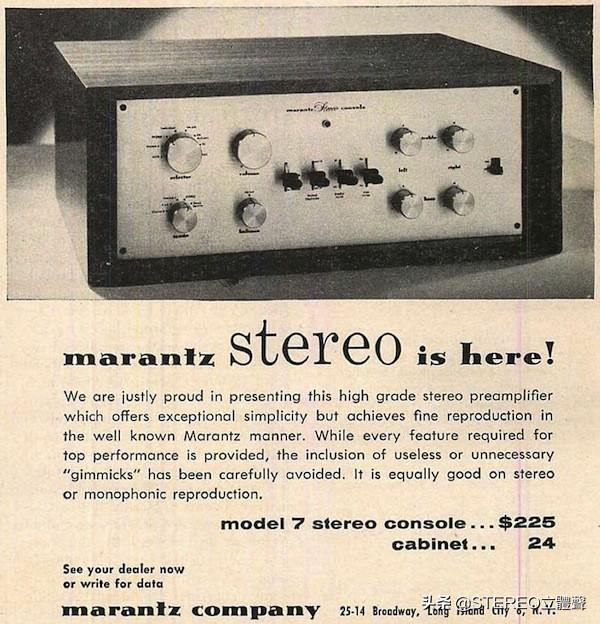 marantz Stereo console
selector
volume
treble
left
right
bass
balance
marantz stereo is here!
We are justly proud in presenting this high grade stereo preamplifier
which offers exceptional simplicity but achieves fine reproduction in
the well known Marantz manner. While every feature required for
top performance is provided, the inclusion of useless or unnecessary
"gimmicks" has been carefully avoided. It is equally good on stereo
or monophonic reproduction.
model 7 stereo console...$225
cabinet... 24
See your dealer now
or write for data
marantz company 25-14 Broadway, Long Island City 6, N.Y.
头条 @STEREO立體聲